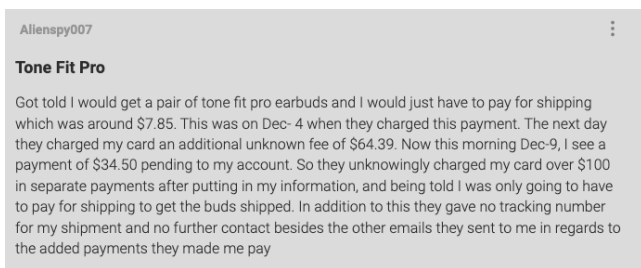 Alienspy007
Tone Fit Pro
Got told I would get a pair of tone fit pro earbuds and I would just have to pay for shipping
which was around $7.85. This was on Dec- 4 when they charged this payment. The next day
they charged my card an additional unknown fee of $64.39. Now this morning Dec-9, I see a
payment of $34.50 pending to my account. So they unknowingly charged my card over $100
in separate payments after putting in my information, and being told I was only going to have
to pay for shipping to get the buds shipped. In addition to this they gave no tracking number
for my shipment and no further contact besides the other emails they sent to me in regards to
the added payments they made me pay